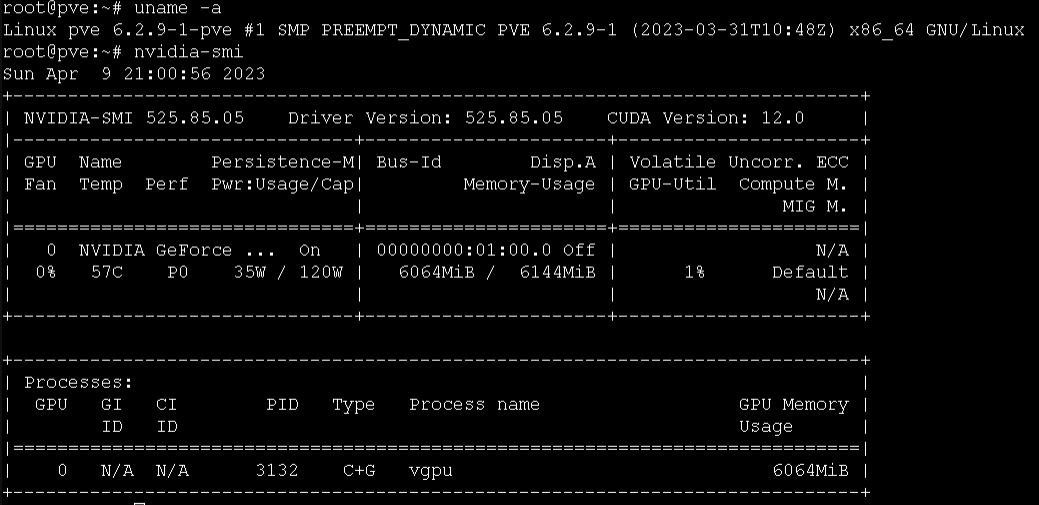 root@pve:~# uname -a
Linux pve 6.2.9-1-pve #1 SMP PREEMPT_DYNAMIC PVE 6.2.9-1 (2023-03-31T10:48Z) x86_64 GNU/Linux
root@pve:~# nvidia-smi
Sun Apr  9 21:00:56 2023
+-----------------------------------------------------------------------------+
| NVIDIA-SMI 525.85.05    Driver Version: 525.85.05    CUDA Version: 12.0     |
|-------------------------------+----------------------+----------------------+
| GPU  Name        Persistence-M| Bus-Id        Disp.A | Volatile Uncorr. ECC |
| Fan  Temp  Perf  Pwr:Usage/Cap|         Memory-Usage | GPU-Util  Compute M. |
|                               |                      |               MIG M. |
|===============================+======================+======================|
|   0  NVIDIA GeForce ...  On   | 00000000:01:00.0 Off |                  N/A |
|  0%   57C    P0    35W / 120W |   6064MiB /  6144MiB |      1%      Default |
|                               |                      |                  N/A |
+-------------------------------+----------------------+----------------------+

+-----------------------------------------------------------------------------+
| Processes:                                                                  |
|  GPU   GI   CI        PID   Type   Process name                  GPU Memory |
|        ID   ID                                                   Usage      |
|=============================================================================|
|    0   N/A  N/A      3132    C+G   vgpu                             6064MiB |
+-----------------------------------------------------------------------------+